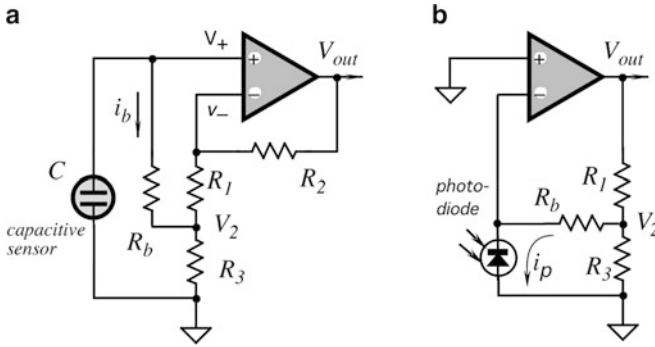 a
V+
+
Vout
ib
v−
−
C
R1
R2
capacitive
sensor
Rb
V2
R3
b
+
Vout
−
photo-
diode
R1
Rb
V2
ip
R3